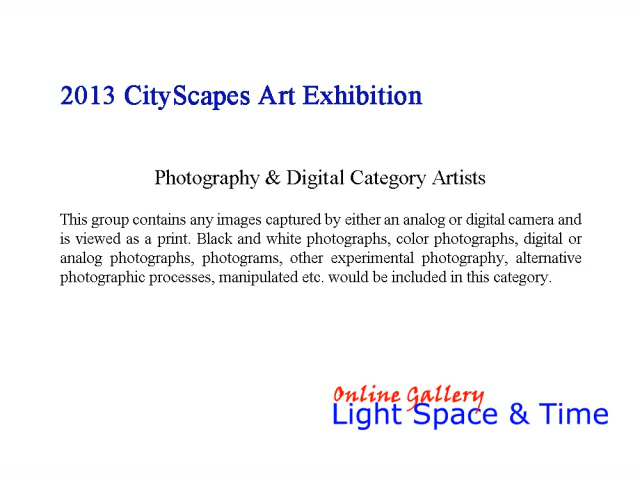 2013 CityScapes Art Exhibition
Photography & Digital Category Artists
This group contains any images captured by either an analog or digital camera and
is viewed as a print. Black and white photographs, color photographs, digital or
analog photographs, photograms, other experimental photography, alternative
photographic processes, manipulated etc. would be included in this category.
Online Gallery
Light Space & Time